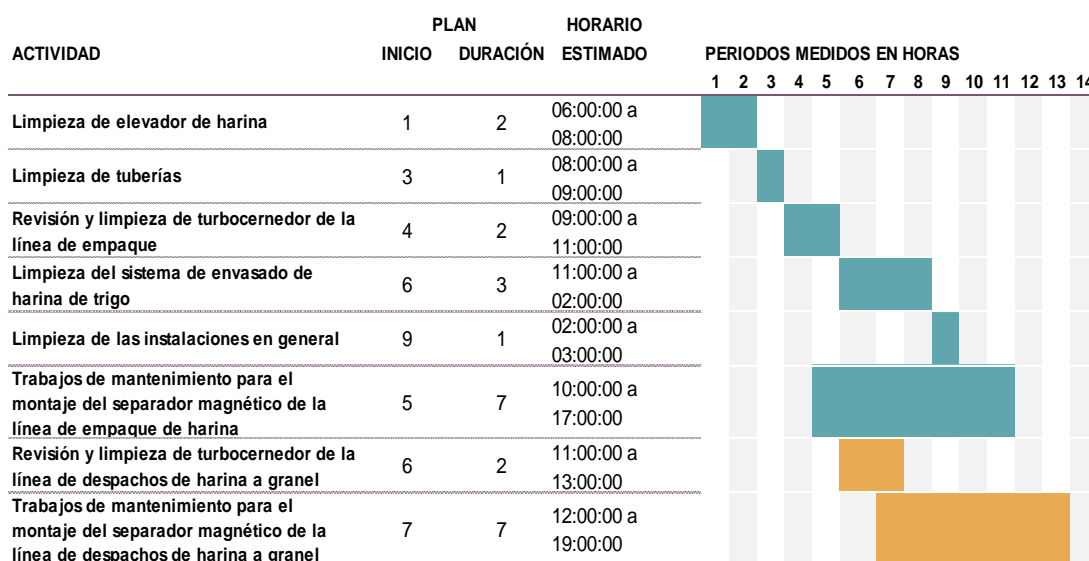 PLAN HORARIO
ACTIVIDAD INICIO DURACIÓN ESTIMADO PERIODOS MEDIDOS EN HORAS
1 2 3 4 5 6 7 8 9 10 11 12 13 14
Limpieza de elevador de harina 1 2 06:00:00 a
08:00:00
Limpieza de tuberías 3 1 08:00:00 a
09:00:00
Revisión y limpieza de turbocernedor de la
línea de empaque 4 2 09:00:00 a
11:00:00
Limpieza del sistema de envasado de
harina de trigo 6 3 11:00:00 a
02:00:00
Limpieza de las instalaciones en general 9 1 02:00:00 a
03:00:00
Trabajos de mantenimiento para el
montaje del separador magnético de la
línea de empaque de harina 5 7 10:00:00 a
17:00:00
Revisión y limpieza de turbocernedor de la
línea de despachos de harina a granel 6 2 11:00:00 a
13:00:00
Trabajos de mantenimiento para el
montaje del separador magnético de la
línea de despachos de harina a granel 7 7 12:00:00 a
19:00:00